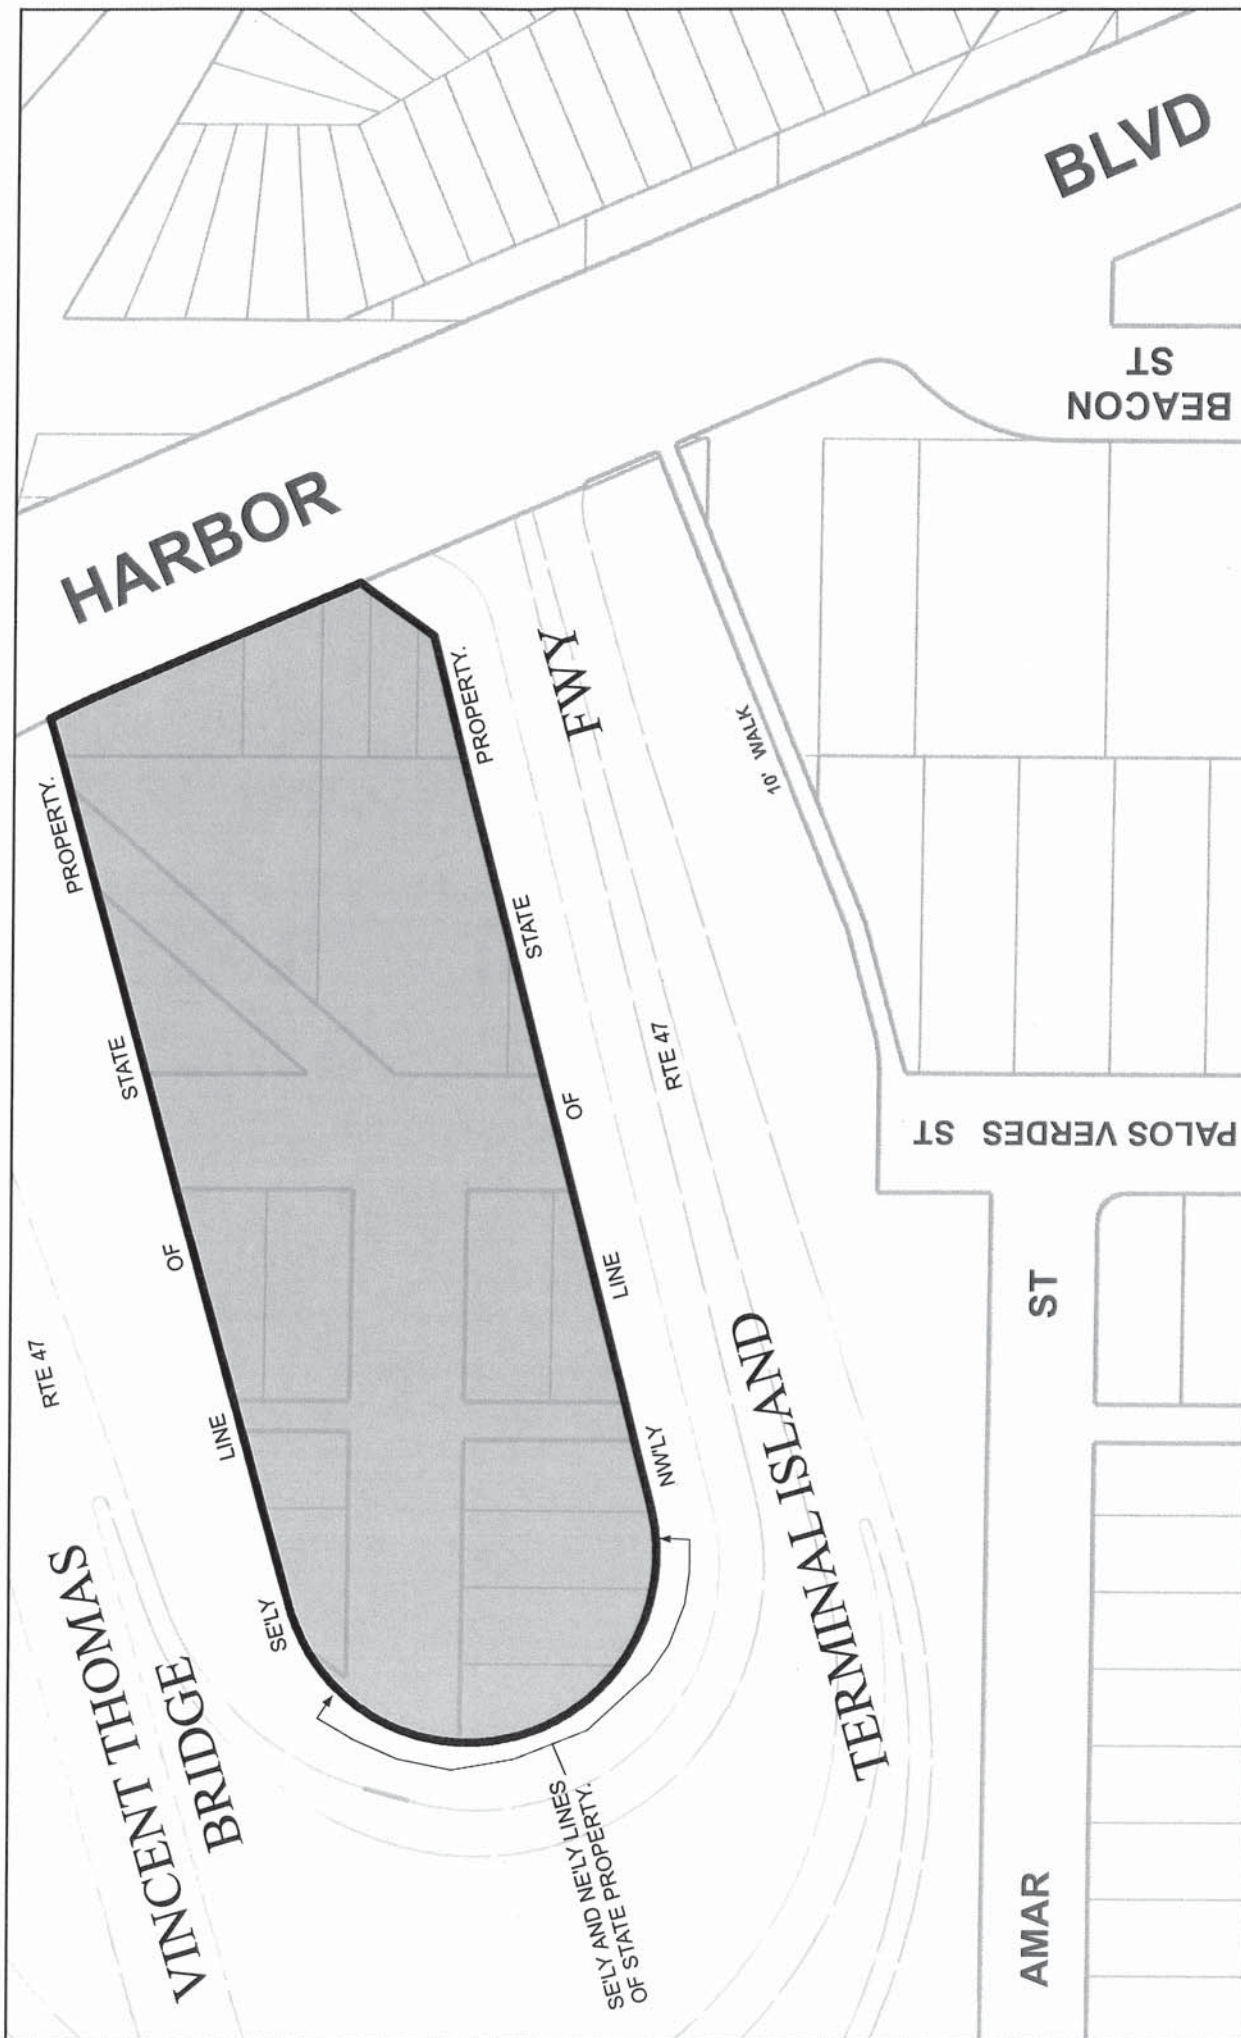 BLVD
HARBOR
BEACON
ST
PROPERTY.
PROPERTY.
FWY
10' WALK
STATE
STATE
OF
OF
RTE 47
RTE 47
PALOS VERDES ST
LINE
LINE
ST
NW'LY
SE'LY
TERMINAL ISLAND
VINCENT THOMAS
BRIDGE
SE'LY AND NE'LY LINES
OF STATE PROPERTY.
AMAR